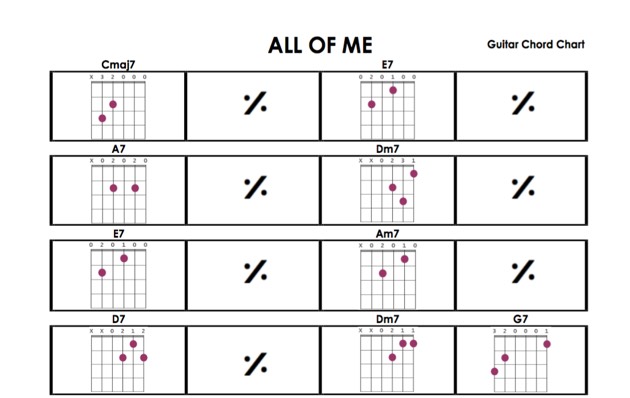 ALL OF ME
Guitar Chord Chart
Cmaj7 E7
X 3 2 0 0 0 0 2 0 1 0 0
A7 Dm7
X 0 2 0 2 0 X X 0 2 3 1
E7 Am7
0 2 0 1 0 0 X 0 2 0 1 0
D7 Dm7 G7
X X 0 2 1 2 X X 0 2 1 1 3 2 0 0 0 1